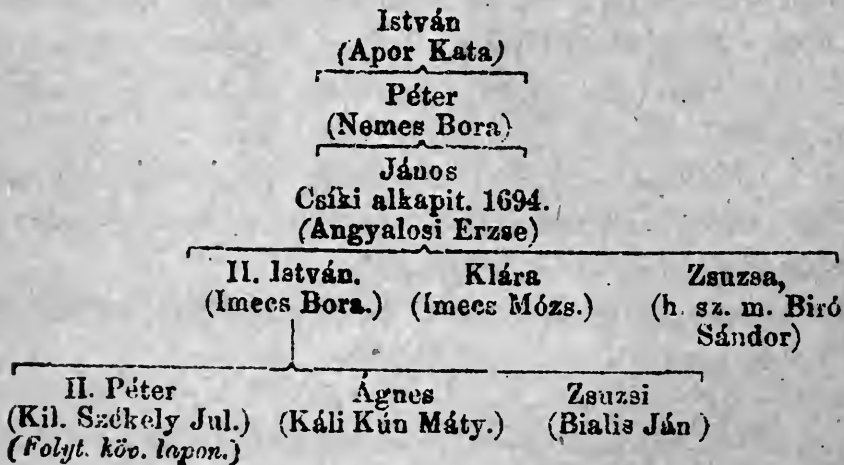 István
(Apor Kata)
Péter
(Nemes Bora)
János
Csíki alkapit. 1694.
(Angyalosi Erzse)
II. István. Klára Zsuzsa,
(Imecs Bora.) (Imecs Mózs.) (h. sz. m. Biró
Sándor)
II. Péter Ágnes Zsuzsi
(Kil. Székely Jul.) (Káli Kún Máty.) (Bialis Ján )
(Folyt. köv. lapon.)